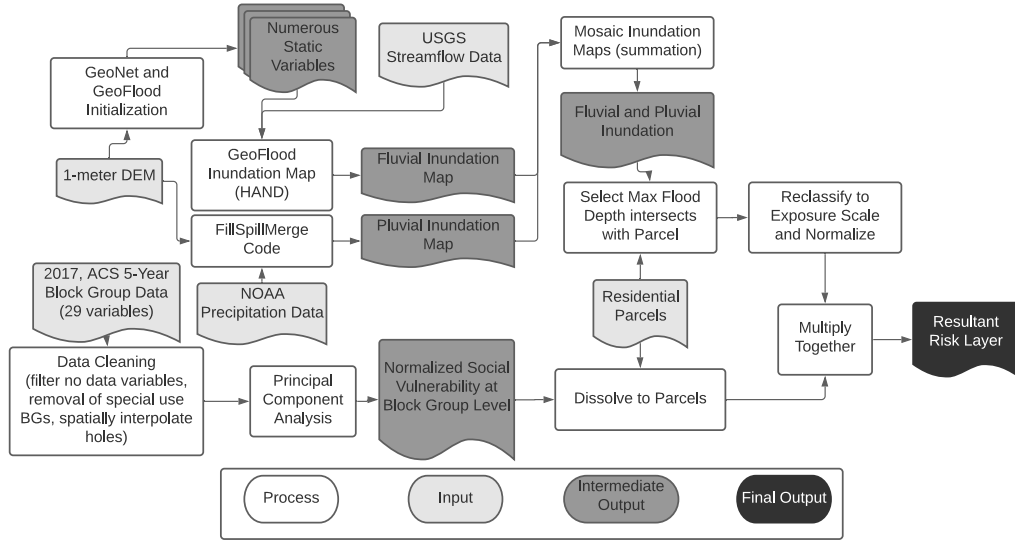 Numerous
Static
Variables
USGS
Streamflow Data
Mosaic Inundation
Maps (summation)
GeoNet and
GeoFlood
Initialization
Fluvial and Pluvial
Inundation
1-meter DEM
GeoFlood
Inundation Map
(HAND)
Fluvial Inundation
Map
Select Max Flood
Depth intersects
with Parcel
Reclassify to
Exposure Scale
and Normalize
FillSpillMerge
Code
Pluvial Inundation
Map
2017, ACS 5-Year
Block Group Data
(29 variables)
NOAA
Precipitation Data
Residential
Parcels
Multiply
Together
Resultant
Risk Layer
Data Cleaning
(filter no data variables,
removal of special use
BGs, spatially interpolate
holes)
Principal
Component
Analysis
Normalized Social
Vulnerability at
Block Group Level
Dissolve to Parcels
Process
Input
Intermediate
Output
Final Output